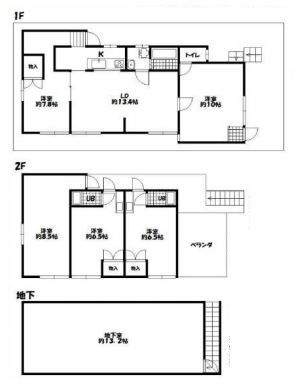 1F
物入
K
トイレ
洋室
約7.8帖
LD
約13.4帖
洋室
約10帖
2F
UB
UB
洋室
約8.5帖
洋室
約6.5帖
洋室
約6.5帖
ベランダ
物入
物入
地下
地下室
約13.2帖